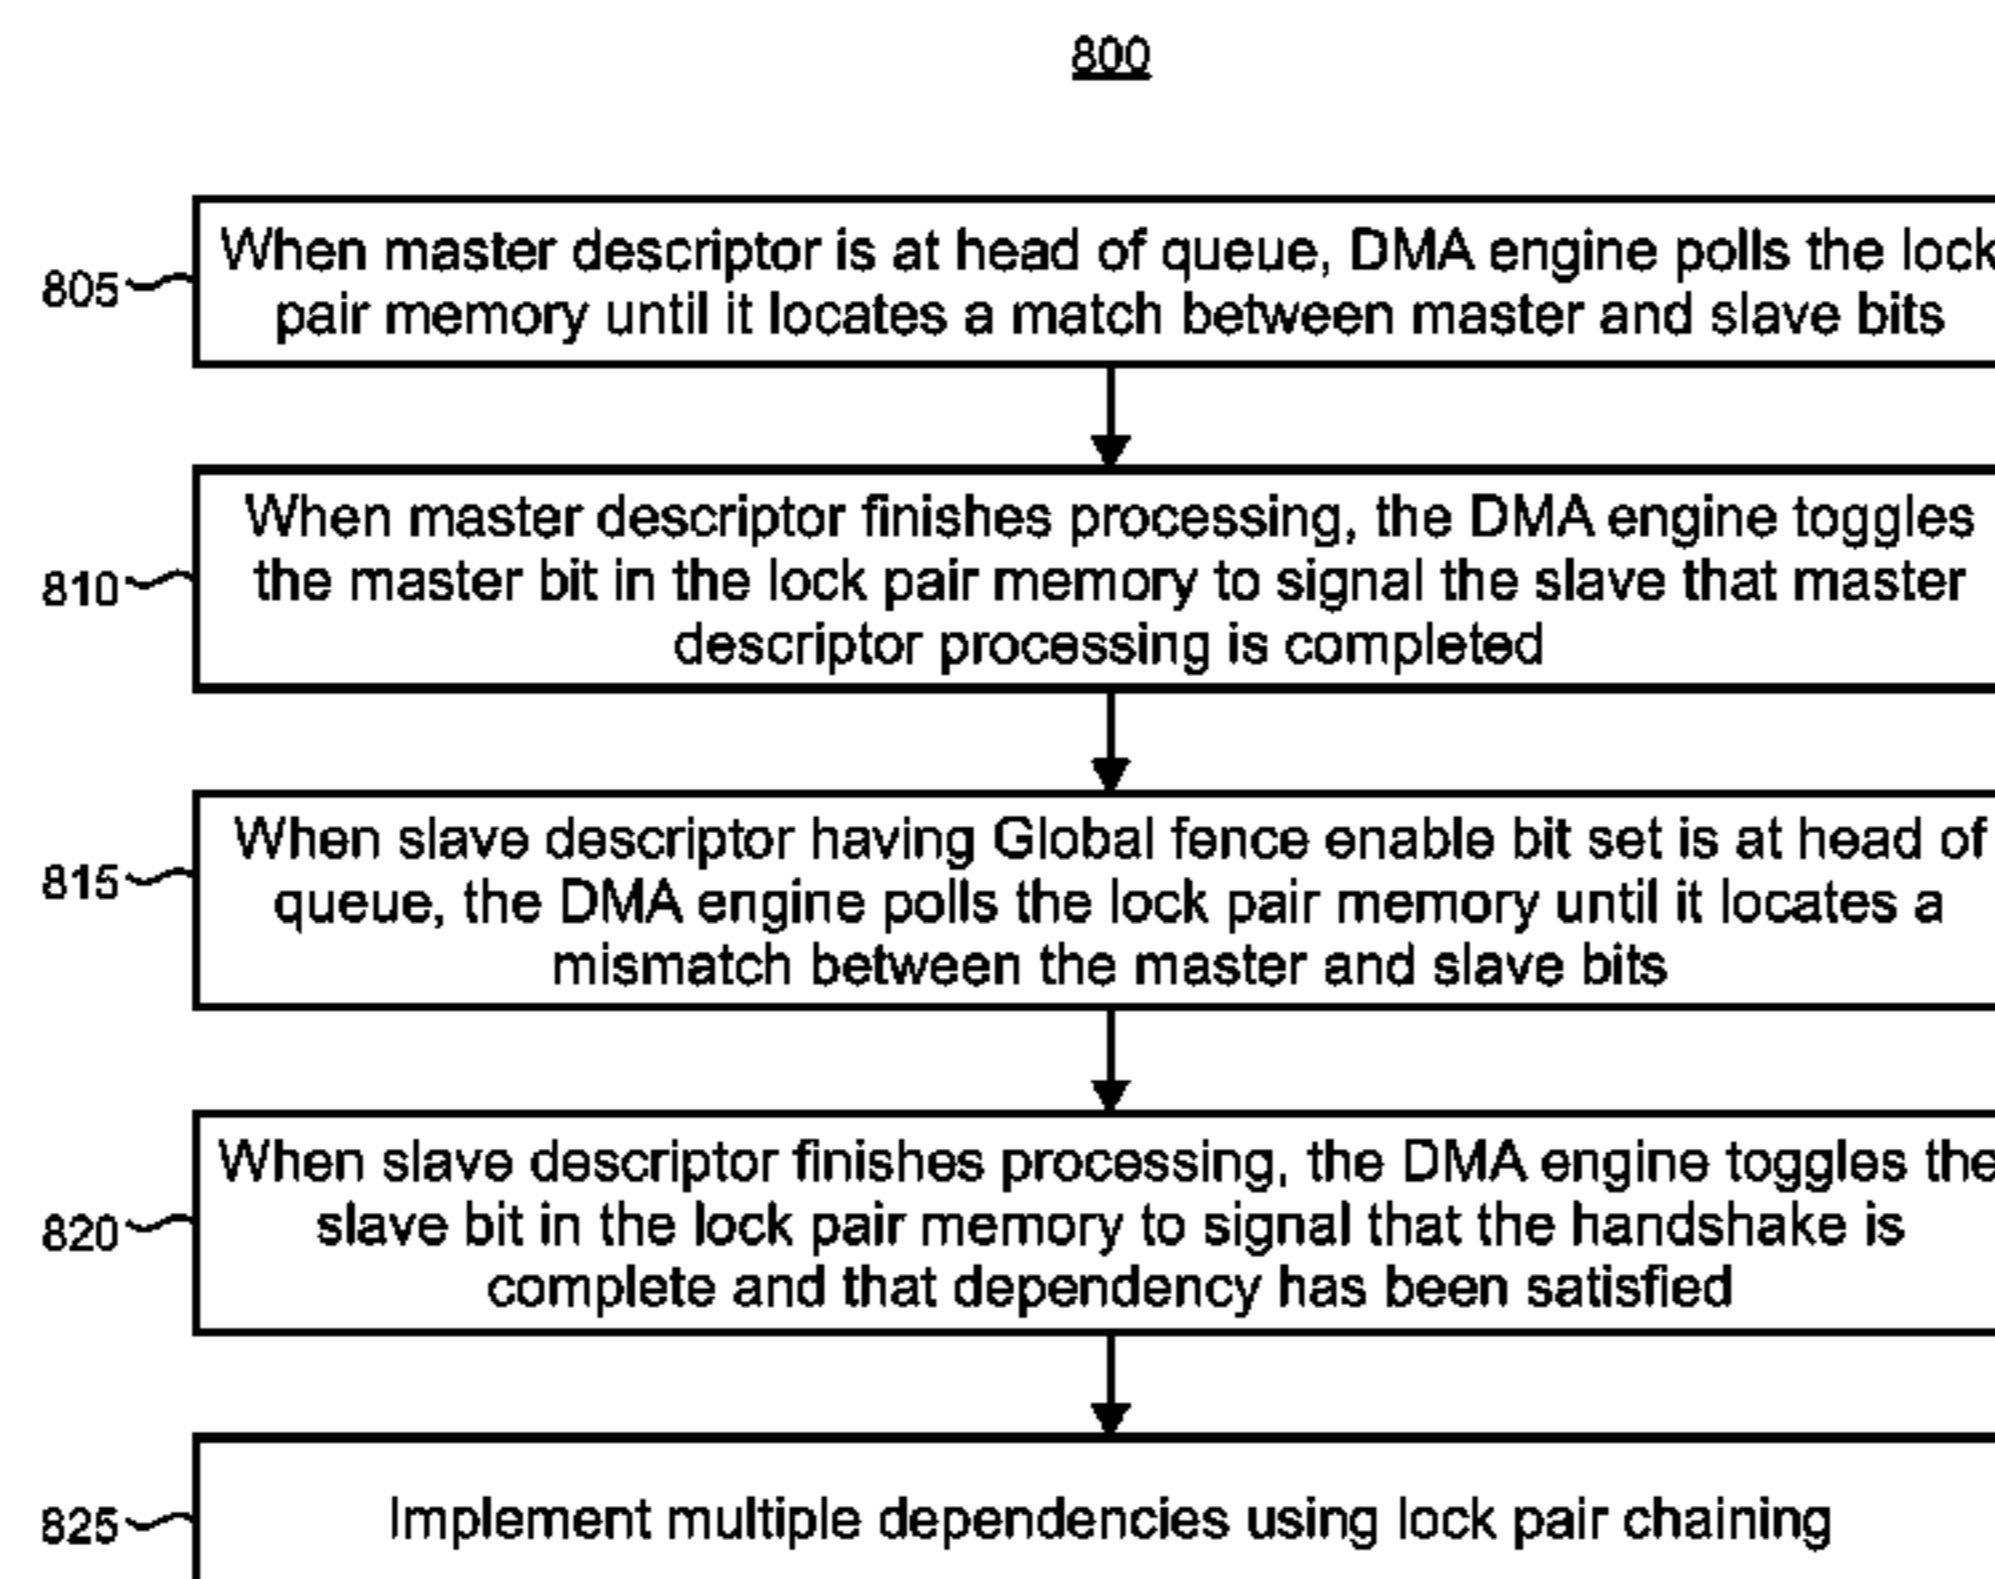 800
When master descriptor is at head of queue, DMA engine polls the lock
805
pair memory until it locates a match between master and slave bits
When master descriptor finishes processing, the DMA engine toggles
810
the master bit in the lock pair memory to signal the slave that master
descriptor processing is completed
When slave descriptor having Global fence enable bit set is at head of
815
queue, the DMA engine polls the lock pair memory until it locates a
mismatch between the master and slave bits
When slave descriptor finishes processing, the DMA engine toggles the
820
slave bit in the lock pair memory to signal that the handshake is
complete and that dependency has been satisfied
825
Implement multiple dependencies using lock pair chaining